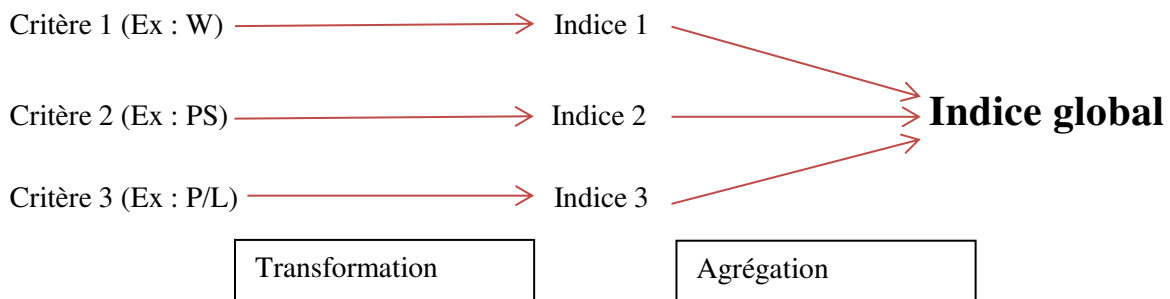 Critère 1 (Ex : W) Indice 1
Critère 2 (Ex : PS) Indice 2 Indice global
Critère 3 (Ex : P/L) Indice 3
Transformation Agrégation